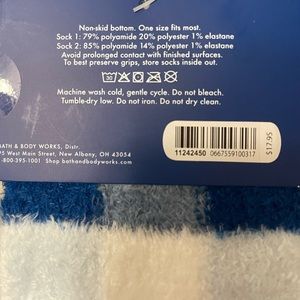 Non-skid bottom. One size fits most.
Sock 1: 79% polyamide 20% polyester 1% elastane
Sock 2: 85% polyamide 14% polyester 1% elastane
Avoid prolonged contact with finished surfaces.
To best preserve grips, store socks inside out.
Machine wash cold, gentle cycle. Do not bleach.
Tumble-dry low. Do not iron. Do not dry clean.
BATH & BODY WORKS, Distr.
95 West Main Street, New Albany, OH 43054
-800-395-1001 Shop bathandbodyworks.com
11242450 0667559100317
$17.95